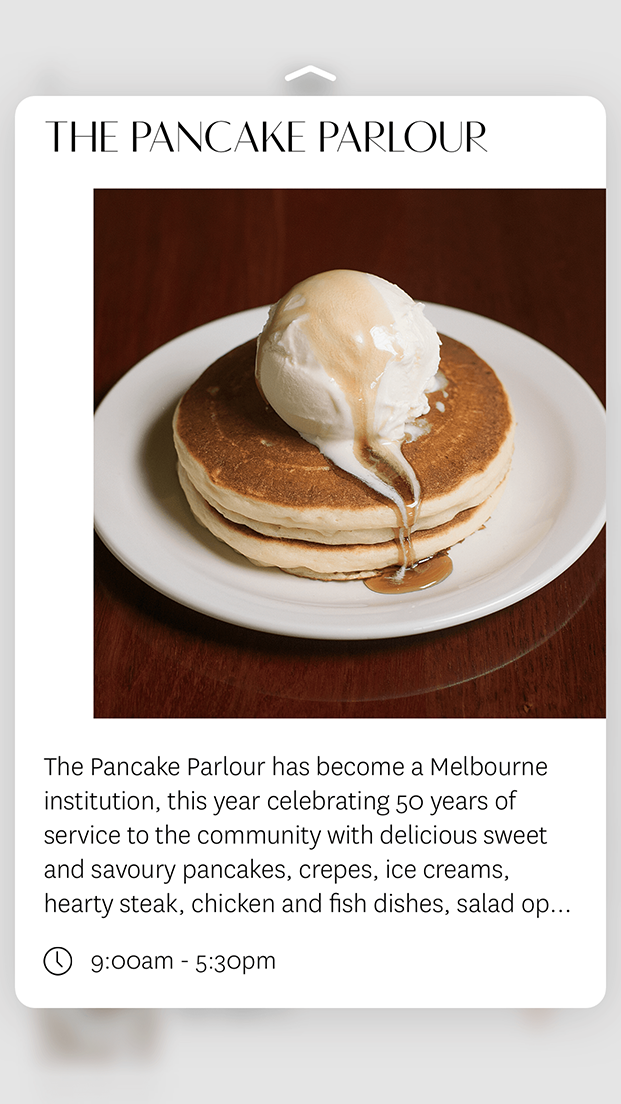 THE PANCAKE PARLOUR
The Pancake Parlour has become a Melbourne
institution, this year celebrating 50 years of
service to the community with delicious sweet
and savoury pancakes, crepes, ice creams,
hearty steak, chicken and fish dishes, salad op...
9:00am - 5:30pm